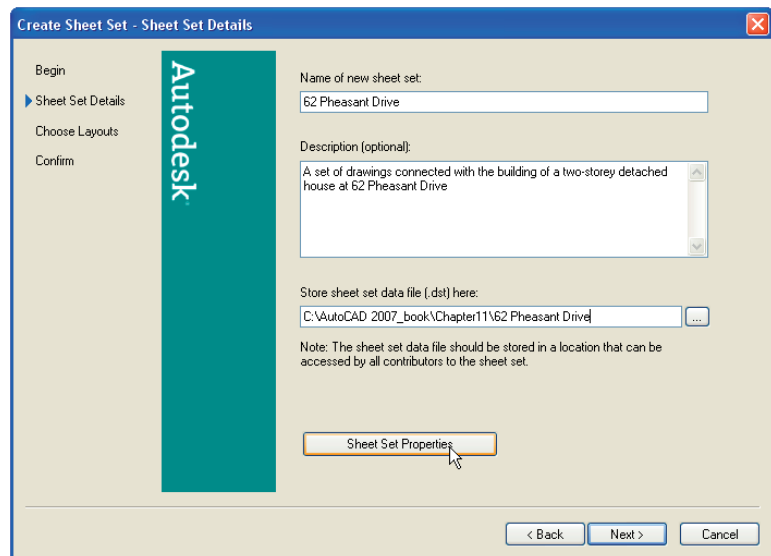 Create Sheet Set - Sheet Set Details
Begin
Sheet Set Details
Choose Layouts
Confirm
Autodesk
Name of new sheet set:
62 Pheasant Drive
Description (optional):
A set of drawings connected with the building of a two-storey detached
house at 62 Pheasant Drive
Store sheet set data file (.dst) here:
C:\AutoCAD 2007_book\Chapter11\62 Pheasant Drive
...
Note: The sheet set data file should be stored in a location that can be
accessed by all contributors to the sheet set.
Sheet Set Properties
< Back
Next >
Cancel